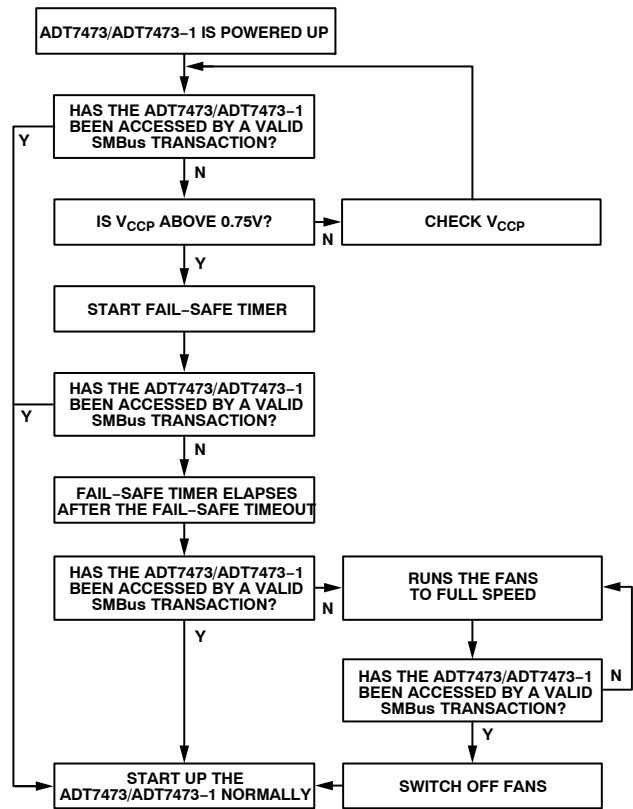 ADT7473/ADT7473−1 IS POWERED UP
HAS THE ADT7473/ADT7473−1
BEEN ACCESSED BY A VALID
SMBus TRANSACTION?
Y
N
IS VCCP ABOVE 0.75V?
N
CHECK VCCP
Y
START FAIL−SAFE TIMER
HAS THE ADT7473/ADT7473−1
BEEN ACCESSED BY A VALID
SMBus TRANSACTION?
Y
N
FAIL−SAFE TIMER ELAPSES
AFTER THE FAIL−SAFE TIMEOUT
HAS THE ADT7473/ADT7473−1
BEEN ACCESSED BY A VALID
SMBus TRANSACTION?
N
RUNS THE FANS
TO FULL SPEED
Y
HAS THE ADT7473/ADT7473−1
BEEN ACCESSED BY A VALID
SMBus TRANSACTION?
N
Y
START UP THE
ADT7473/ADT7473−1 NORMALLY
SWITCH OFF FANS